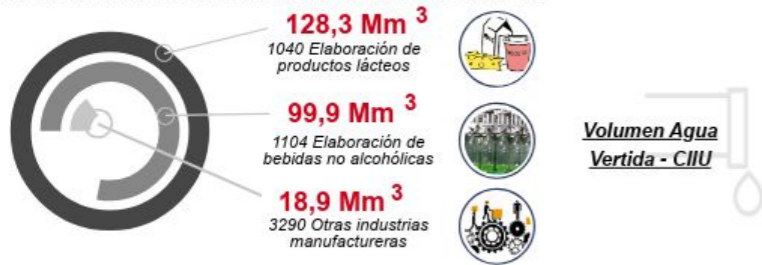 128,3 Mm 3
1040 Elaboración de
productos lácteos
99,9 Mm 3
1104 Elaboración de
bebidas no alcohólicas
18,9 Mm 3
3290 Otras industrias
manufactureras
Volumen Agua
Vertida - CIIU